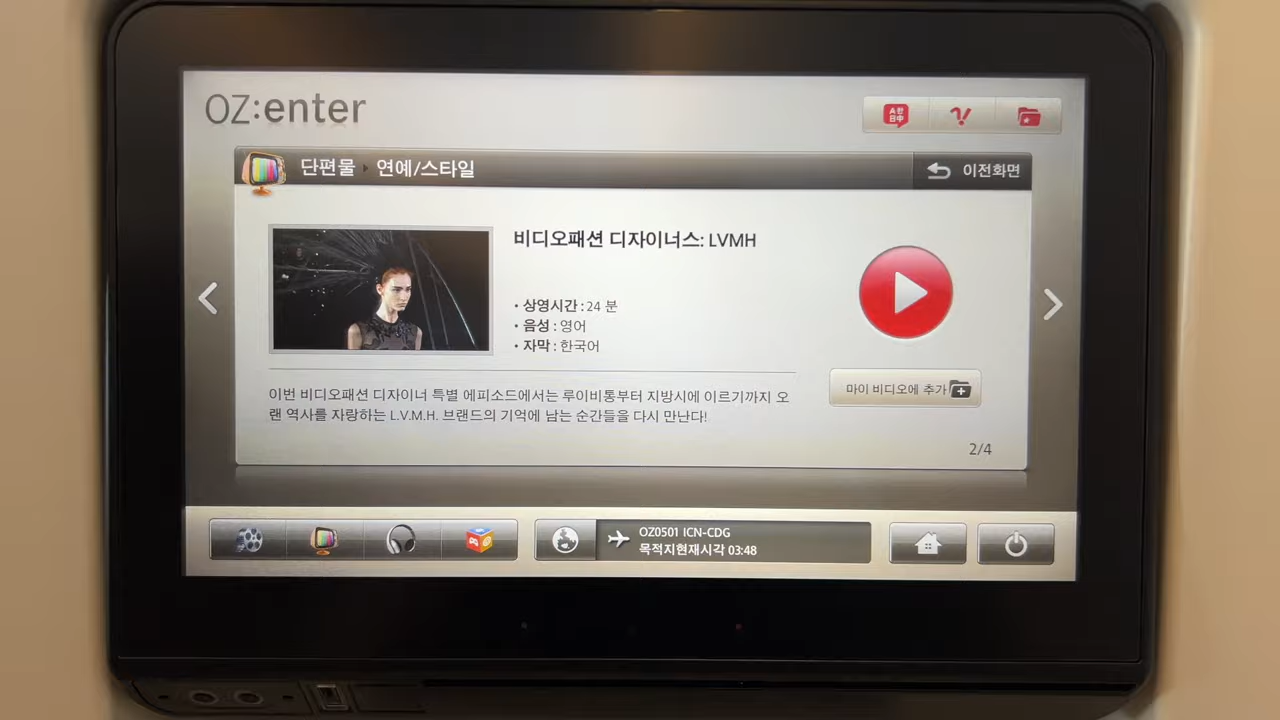 OZ:enter
A한
日中
단편물 연예/스타일
이전화면
비디오패션 디자이너스: LVMH
• 상영시간 : 24 분
• 음성 : 영어
• 자막 : 한국어
이번 비디오패션 디자이너 특별 에피소드에서는 루이비통부터 지방시에 이르기까지 오
랜 역사를 자랑하는 L.V.M.H. 브랜드의 기억에 남는 순간들을 다시 만난다!
마이 비디오에 추가
2/4
OZ0501 ICN-CDG
목적지현재시각 03:48